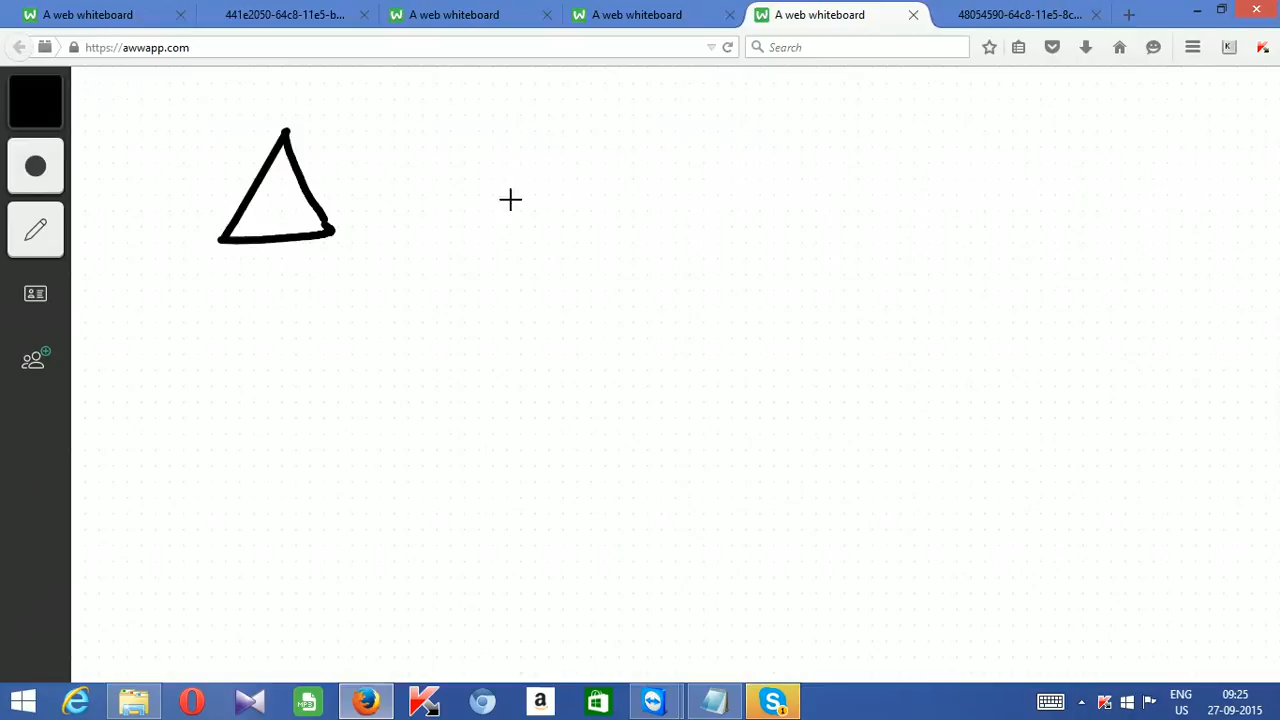 A web whiteboard
441e2050-64c8-11e5-b...
A web whiteboard
A web whiteboard
A web whiteboard
48054590-64c8-11e5-8c...
https://awwapp.com
Search
ENG
US
09:25
27-09-2015